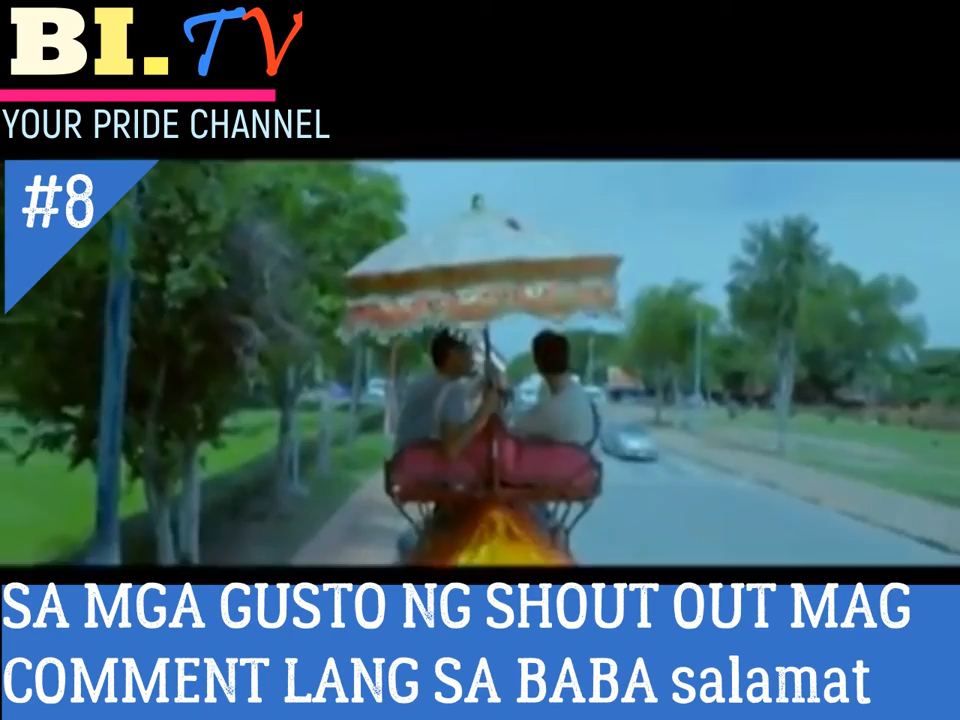 BI.TV
YOUR PRIDE CHANNEL
#8
SA MGA GUSTO NG SHOUT OUT MAG
COMMENT LANG SA BABA salamat